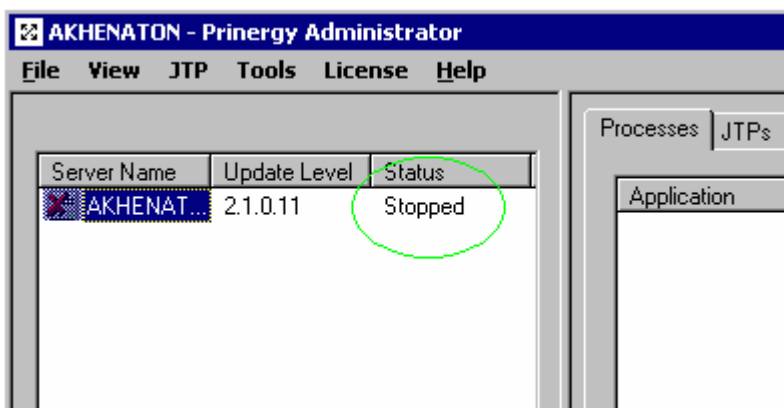 AKHENATON - Prinergy Administrator
File View JTP Tools License Help
Processes JTPs
Server Name Update Level Status
Application
AKHENAT... 2.1.0.11 Stopped